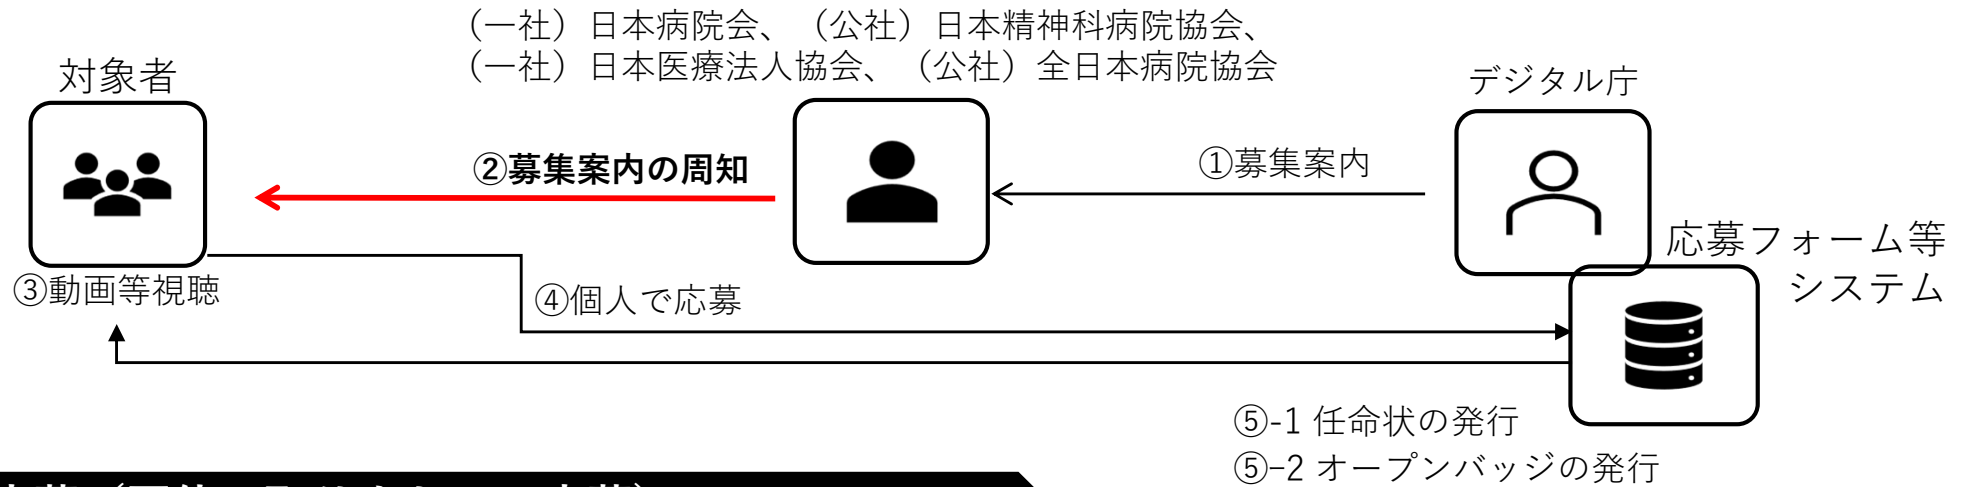 （一社）日本病院会、（公社）日本精神科病院協会、
（一社）日本医療法人協会、（公社）全日本病院協会
対象者
デジタル庁
②募集案内の周知
①募集案内
応募フォーム等
システム
③動画等視聴
④個人で応募
⑤-1 任命状の発行
⑤−2 オープンバッジの発行